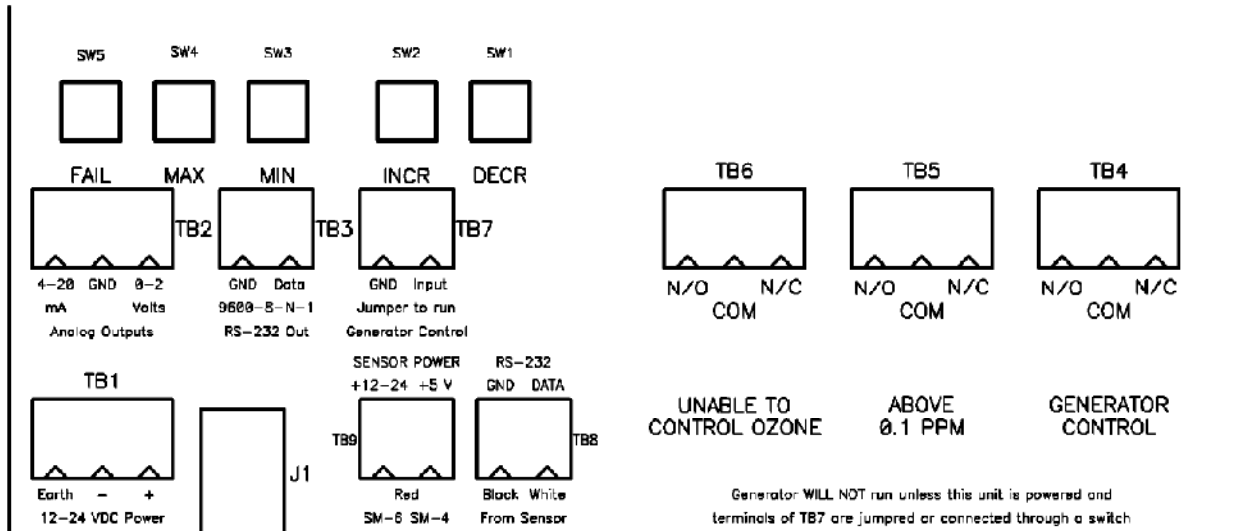 SW5 SW4 SW3 SW2 SW1
FAIL MAX MIN INCR DECR
TB2 TB3 TB7
4-20 GND 0-2 GND Data GND Input
mA Volts 9600-8-N-1 Jumper to run
Analog Outputs RS-232 Out Generator Control
TB6 TB5 TB4
N/O N/C N/O N/C N/O N/C
COM COM COM
SENSOR POWER RS-232
TB1 +12-24 +5 V GND DATA
TB9 TB8
J1
Earth - + Red Black White
12-24 VDC Power SM-6 SM-4 From Sensor
UNABLE TO ABOVE GENERATOR
CONTROL OZONE 0.1 PPM CONTROL
Generator WILL NOT run unless this unit is powered and
terminals of TB7 are jumpred or connected through a switch